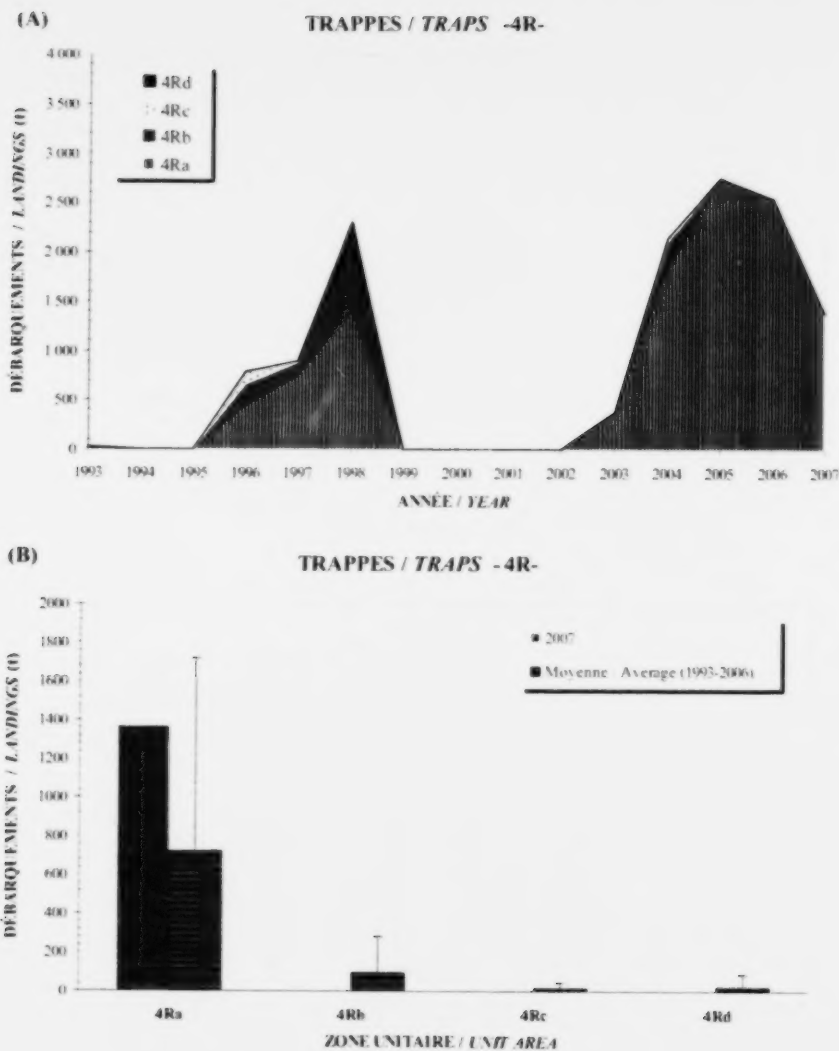 (A)
TRAPPES / TRAPS -4R-
4 000
3 500
3 000
2 500
2 000
1 500
1 000
500
0
DÉBARQUEMENTS / LANDINGS (t)
4Rd
4Rc
4Rb
4Ra
1993 1994 1995 1996 1997 1998 1999 2000 2001 2002 2003 2004 2005 2006 2007
ANNÉE / YEAR
(B)
TRAPPES / TRAPS -4R-
2000
1800
1600
1400
1200
1000
800
600
400
200
0
DÉBARQUEMENTS / LANDINGS (t)
2007
Moyenne Average (1993-2006)
4Ra 4Rb 4Rc 4Rd
ZONE UNITAIRE / UNIT AREA